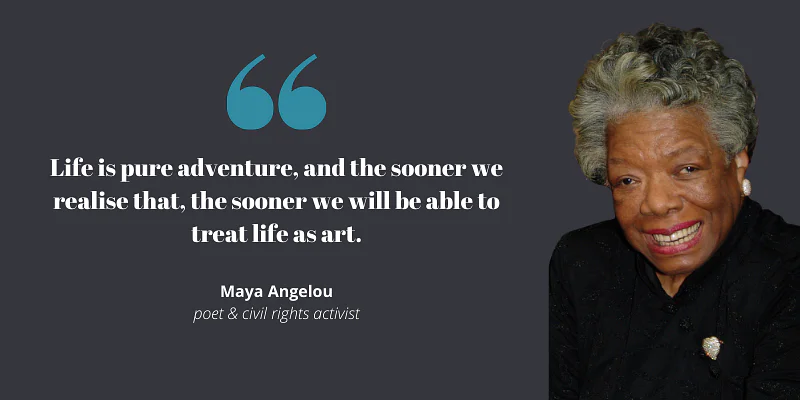 Life is pure adventure, and the sooner we
realise that, the sooner we will be able to
treat life as art.
Maya Angelou
poet & civil rights activist